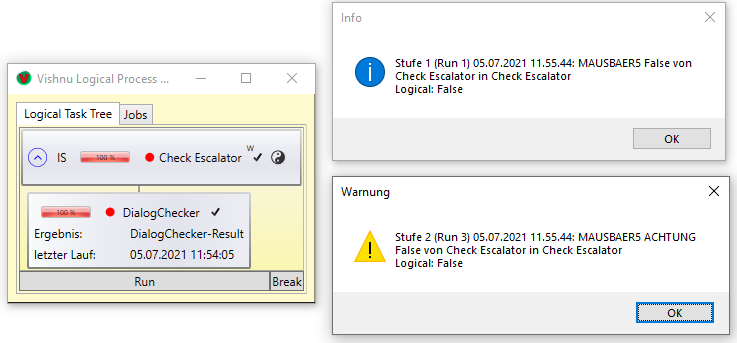 Vishnu Logical Process ...
Logical Task Tree Jobs
IS 100 % Check Escalator W
100 % DialogChecker
Ergebnis: DialogChecker-Result
letzter Lauf: 05.07.2021 11:54:05
Run Break
Info
Stufe 1 (Run 1) 05.07.2021 11.55.44: MAUSBAER5 False von
Check Escalator in Check Escalator
Logical: False
OK
Warnung
Stufe 2 (Run 3) 05.07.2021 11.55.44: MAUSBAER5 ACHTUNG
False von Check Escalator in Check Escalator
Logical: False
OK